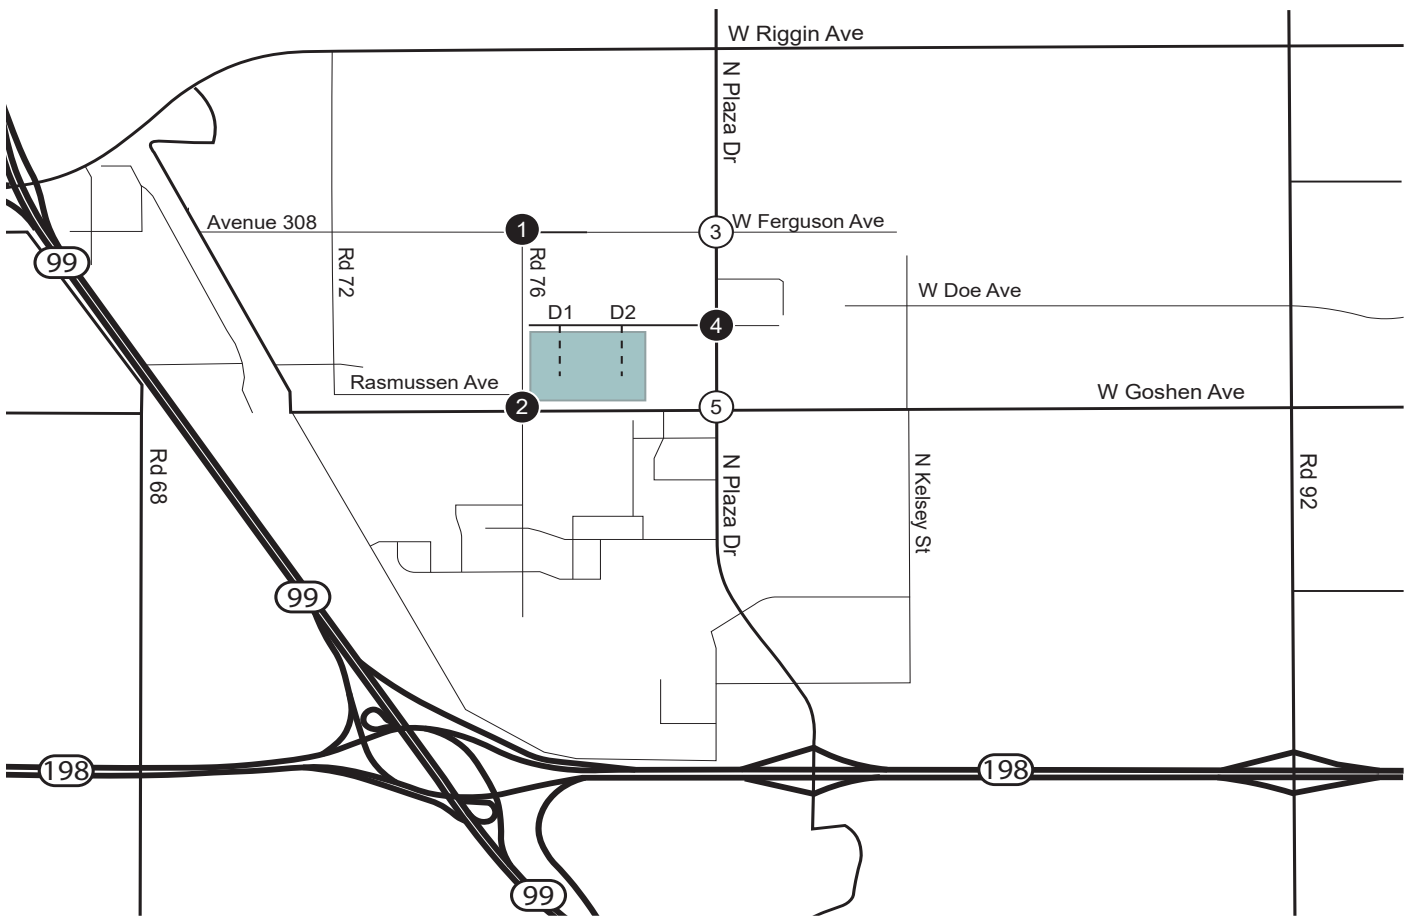 W Riggin Ave
N Plaza Dr
Avenue 308
1
3
W Ferguson Ave
99
Rd 72
Rd 76
W Doe Ave
D1
D2
4
Rasmussen Ave
2
5
W Goshen Ave
Rd 68
N Plaza Dr
N Kelsey St
Rd 92
99
198
198
99